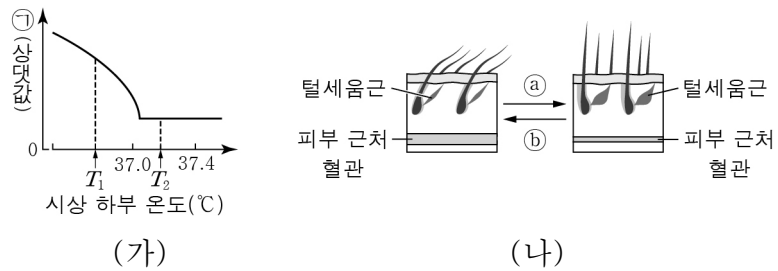 ㉠
(상댓값)
0
37.0 37.4
T₁ T₂
시상 하부 온도(℃)
(가)
털세움근
피부 근처
혈관
ⓐ
ⓑ
털세움근
피부 근처
혈관
(나)